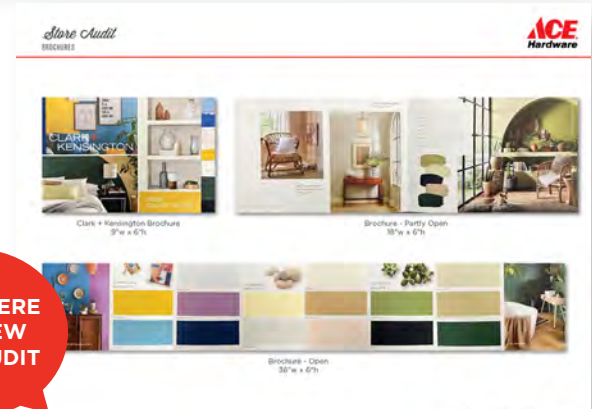 Store Audit
BROCHURES
ACE
Hardware
CLARK+
KENSINGTON
Clark + Kensington Brochure
9"w x 6"h
Brochure - Partly Open
18"w x 6"h
ERE
EW
UDIT
Brochure - Open
36"w x 6"h